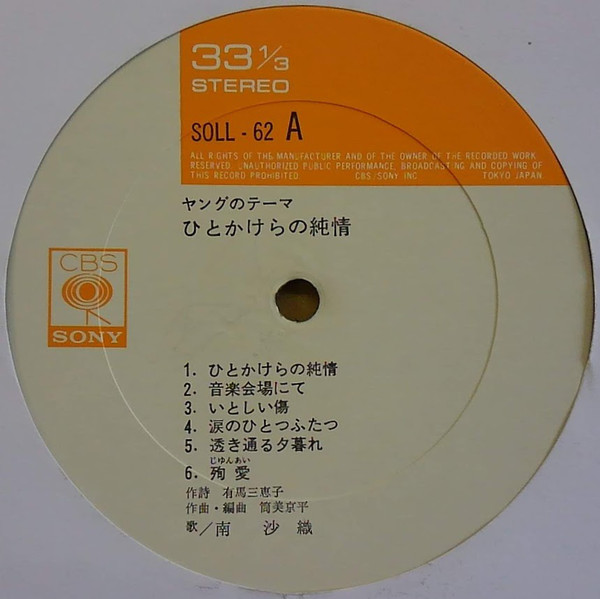 33 1/3
STEREO
SOLL - 62 A
ALL RIGHTS OF THE MANUFACTURER AND OF THE OWNER OF THE RECORDED WORK
RESERVED. UNAUTHORIZED PUBLIC PERFORMANCE, BROADCASTING AND COPYING OF
THIS RECORD PROHIBITED. CBS/SONY INC. TOKYO JAPAN
ヤングのテーマ
ひとかけらの純情
CBS
SONY
1. ひとかけらの純情
2. 音楽会場にて
3. いとしい傷
4. 涙のひとつふたつ
5. 透き通る夕暮れ
じゆんあい
6. 殉愛
作詩 有馬三恵子
作曲・編曲 筒美京平
歌/南 沙 織